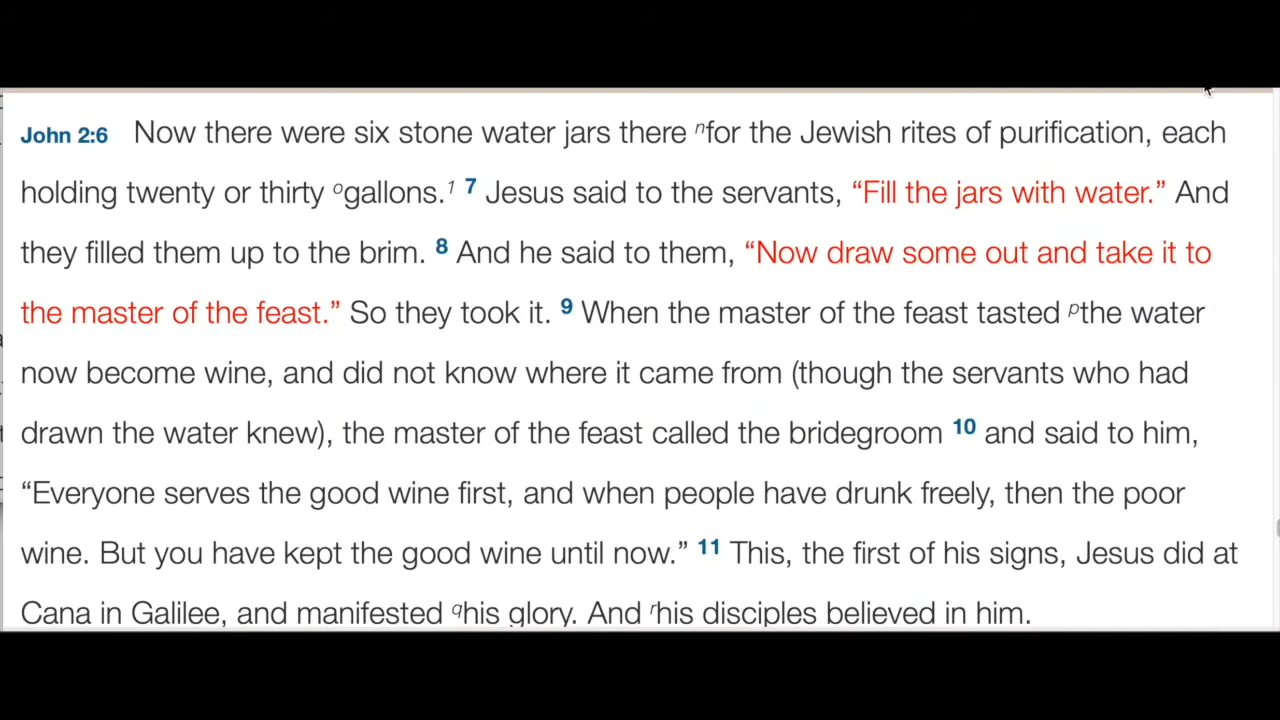 John 2:6 Now there were six stone water jars there nfor the Jewish rites of purification, each
holding twenty or thirty ogallons.1 7 Jesus said to the servants, “Fill the jars with water.” And
they filled them up to the brim. 8 And he said to them, “Now draw some out and take it to
the master of the feast.” So they took it. 9 When the master of the feast tasted pthe water
now become wine, and did not know where it came from (though the servants who had
drawn the water knew), the master of the feast called the bridegroom 10 and said to him,
“Everyone serves the good wine first, and when people have drunk freely, then the poor
wine. But you have kept the good wine until now.” 11 This, the first of his signs, Jesus did at
Cana in Galilee, and manifested qhis glory. And rhis disciples believed in him.